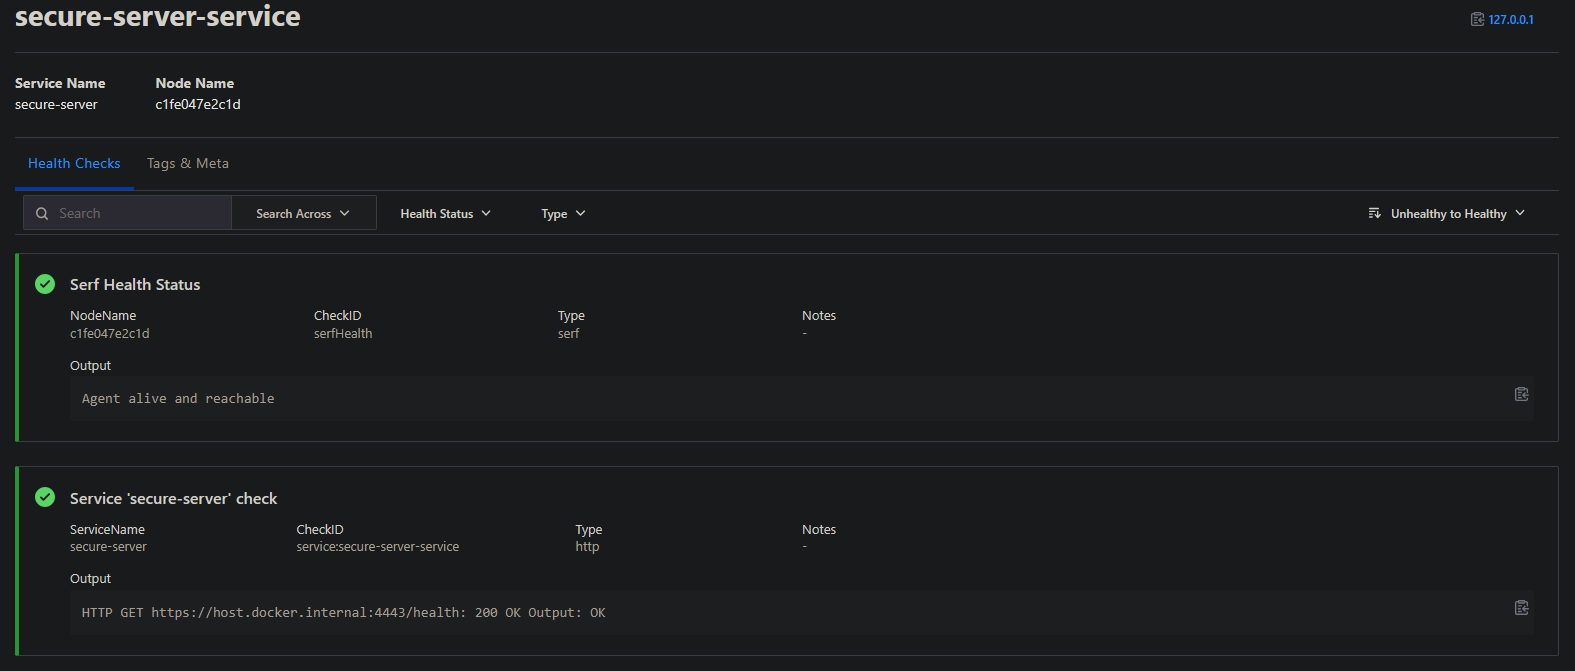 secure-server-service
127.0.0.1
Service Name Node Name
secure-server c1fe047e2c1d
Health Checks Tags & Meta
Search Search Across Health Status Type Unhealthy to Healthy
Serf Health Status
NodeName CheckID Type Notes
c1fe047e2c1d serfHealth serf -
Output
Agent alive and reachable
Service 'secure-server' check
ServiceName CheckID Type Notes
secure-server service:secure-server-service http -
Output
HTTP GET https://host.docker.internal:4443/health: 200 OK Output: OK